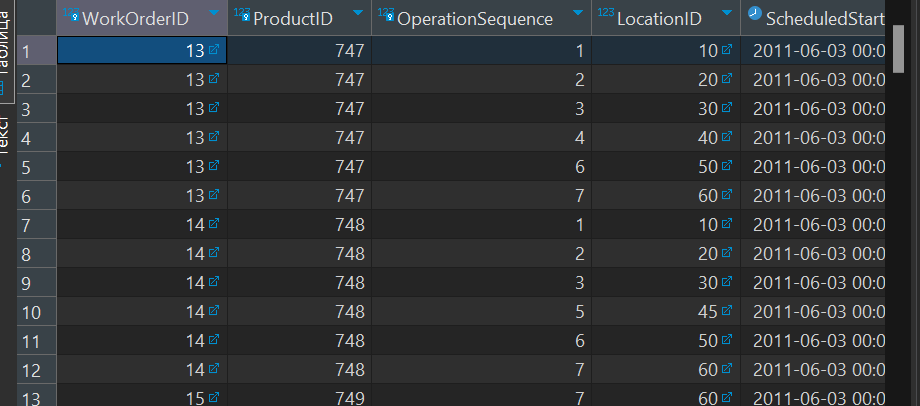 Таблица
Текст
123 WorkOrderID 123 ProductID 123 OperationSequence 123 LocationID ScheduledStart
1 13 747 1 10 2011-06-03 00:0
2 13 747 2 20 2011-06-03 00:0
3 13 747 3 30 2011-06-03 00:0
4 13 747 4 40 2011-06-03 00:0
5 13 747 6 50 2011-06-03 00:0
6 13 747 7 60 2011-06-03 00:0
7 14 748 1 10 2011-06-03 00:0
8 14 748 2 20 2011-06-03 00:0
9 14 748 3 30 2011-06-03 00:0
10 14 748 5 45 2011-06-03 00:0
11 14 748 6 50 2011-06-03 00:0
12 14 748 7 60 2011-06-03 00:0
13 15 749 7 60 2011-06-03 00:0